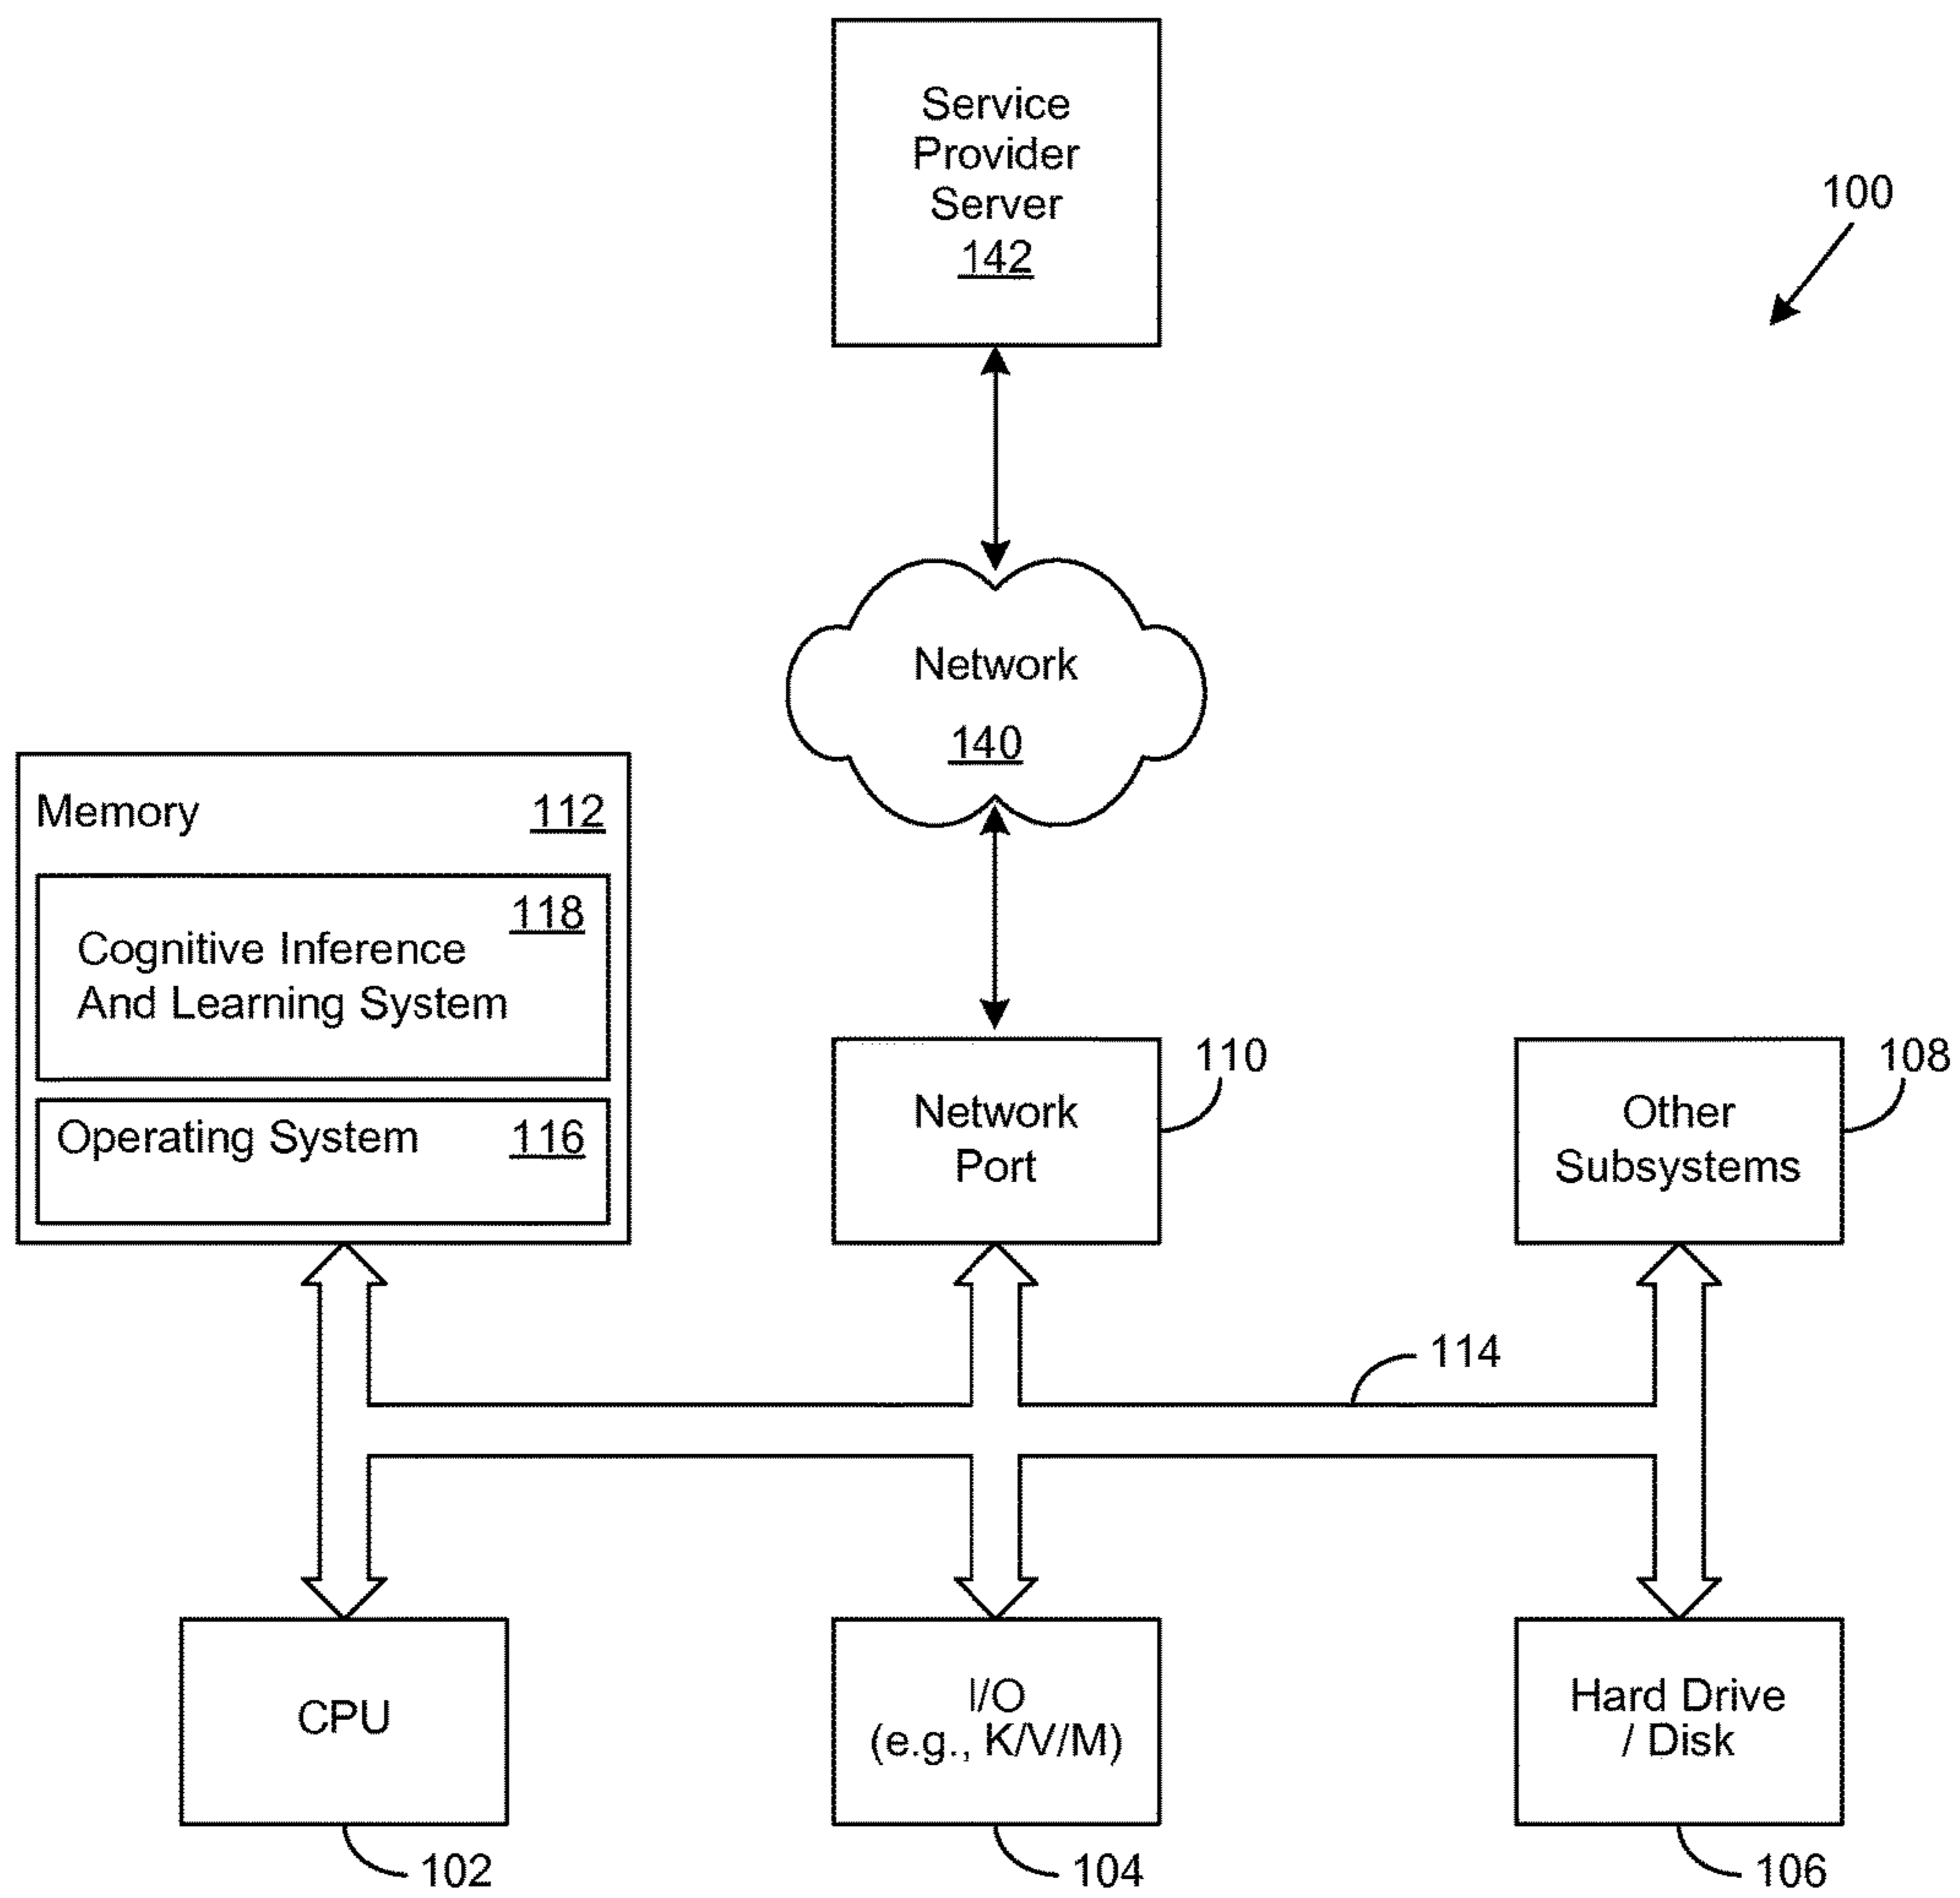 Service
Provider
Server
142
100
Network
140
Memory 112
118
Cognitive Inference
And Learning System
Operating System 116
110
Network
Port
108
Other
Subsystems
114
CPU
102
I/O
(e.g., K/V/M)
104
Hard Drive
/ Disk
106